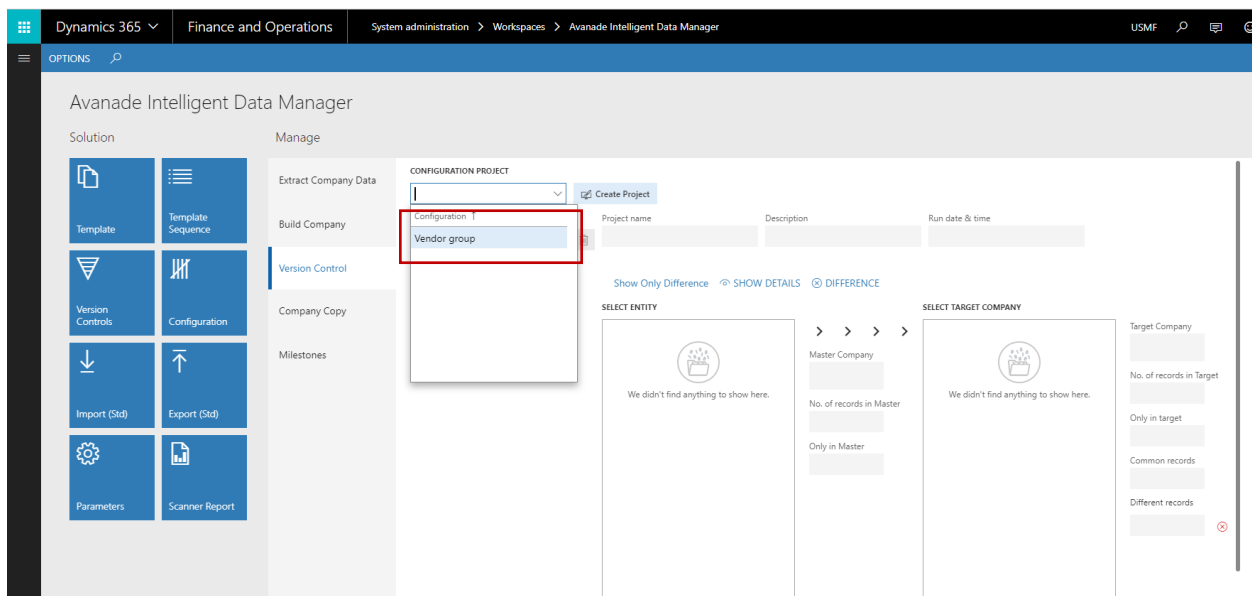 Dynamics 365
Finance and Operations
System administration > Workspaces > Avanade Intelligent Data Manager
USMF
OPTIONS
Avanade Intelligent Data Manager
Solution
Manage
Template
Template
Sequence
Version
Controls
Configuration
Import (Std)
Export (Std)
Parameters
Scanner Report
Extract Company Data
Build Company
Version Control
Company Copy
Milestones
CONFIGURATION PROJECT
Create Project
Configuration ↑
Vendor group
Project name
Description
Run date & time
Show Only Difference
SHOW DETAILS
DIFFERENCE
SELECT ENTITY
We didn't find anything to show here.
Master Company
No. of records in Master
Only in Master
SELECT TARGET COMPANY
We didn't find anything to show here.
Target Company
No. of records in Target
Only in target
Common records
Different records